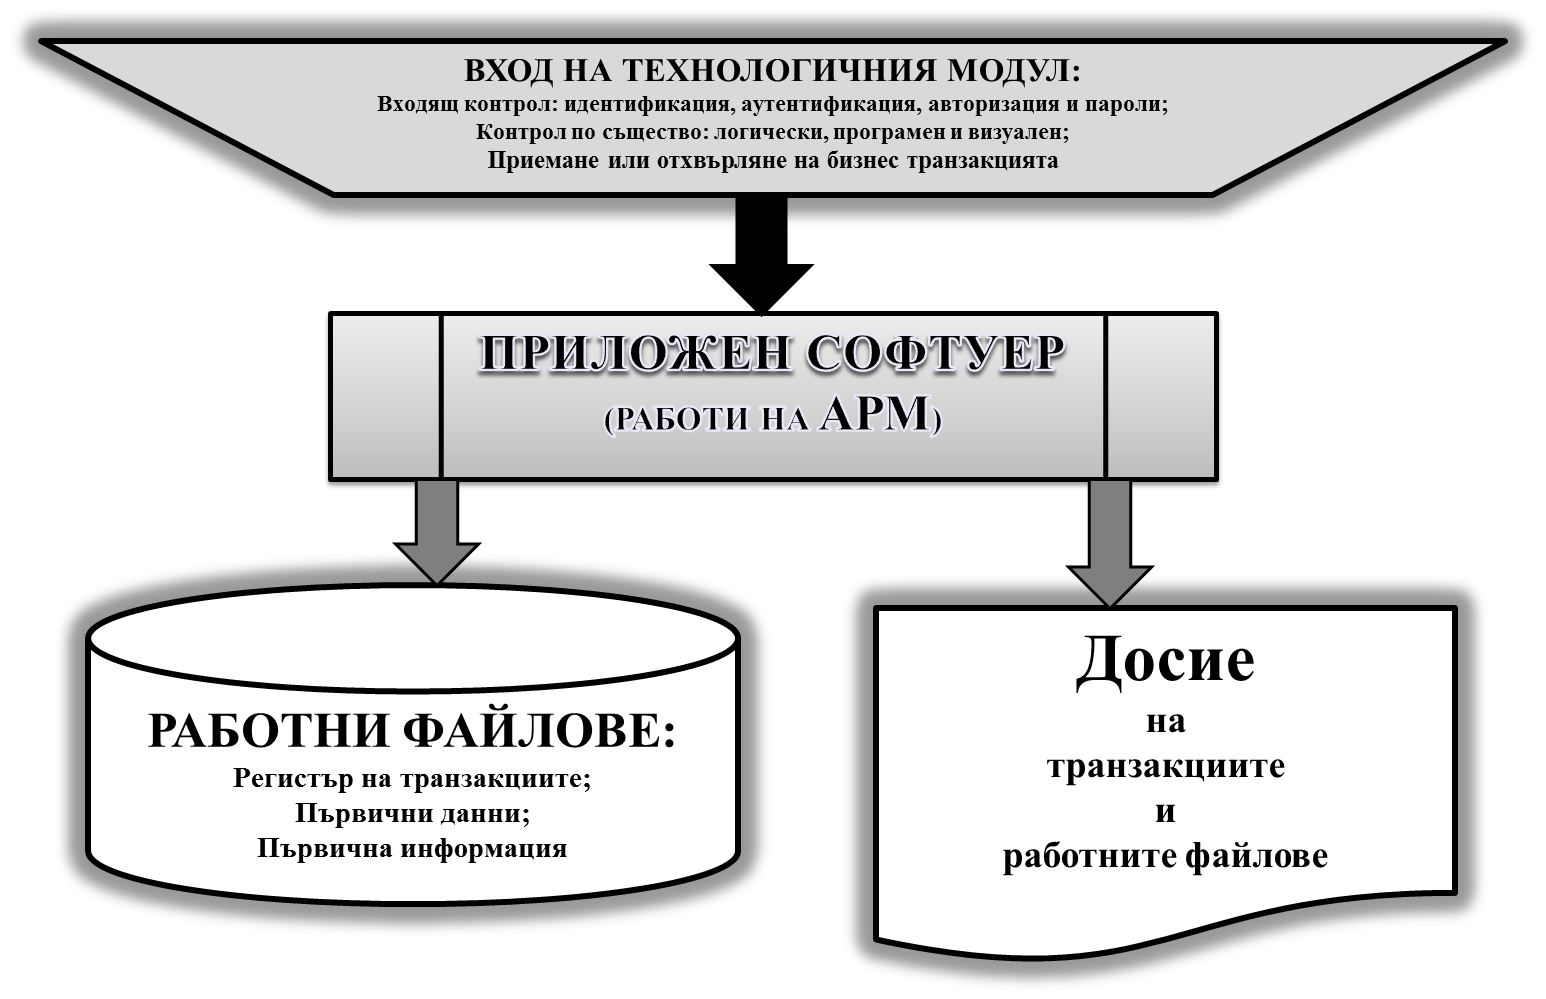 ВХОД НА ТЕХНОЛОГИЧНИЯ МОДУЛ:
Входящ контрол: идентификация, аутентификация, авторизация и пароли;
Контрол по същество: логически, програмен и визуален;
Приемане или отхвърляне на бизнес транзакцията
ПРИЛОЖЕН СОФТУЕР
(РАБОТИ НА АРМ)
РАБОТНИ ФАЙЛОВЕ:
Регистър на транзакциите;
Първични данни;
Първична информация
Досие
на
транзакциите
и
работните файлове